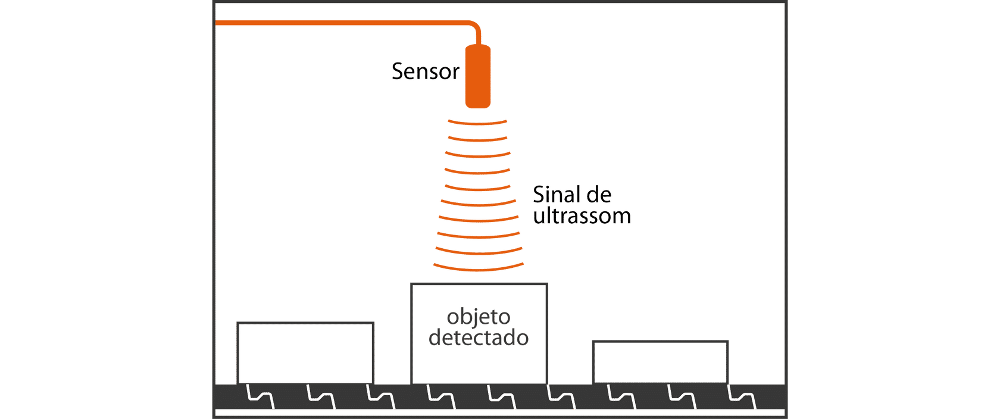 Sensor
Sinal de
ultrassom
objeto
detectado